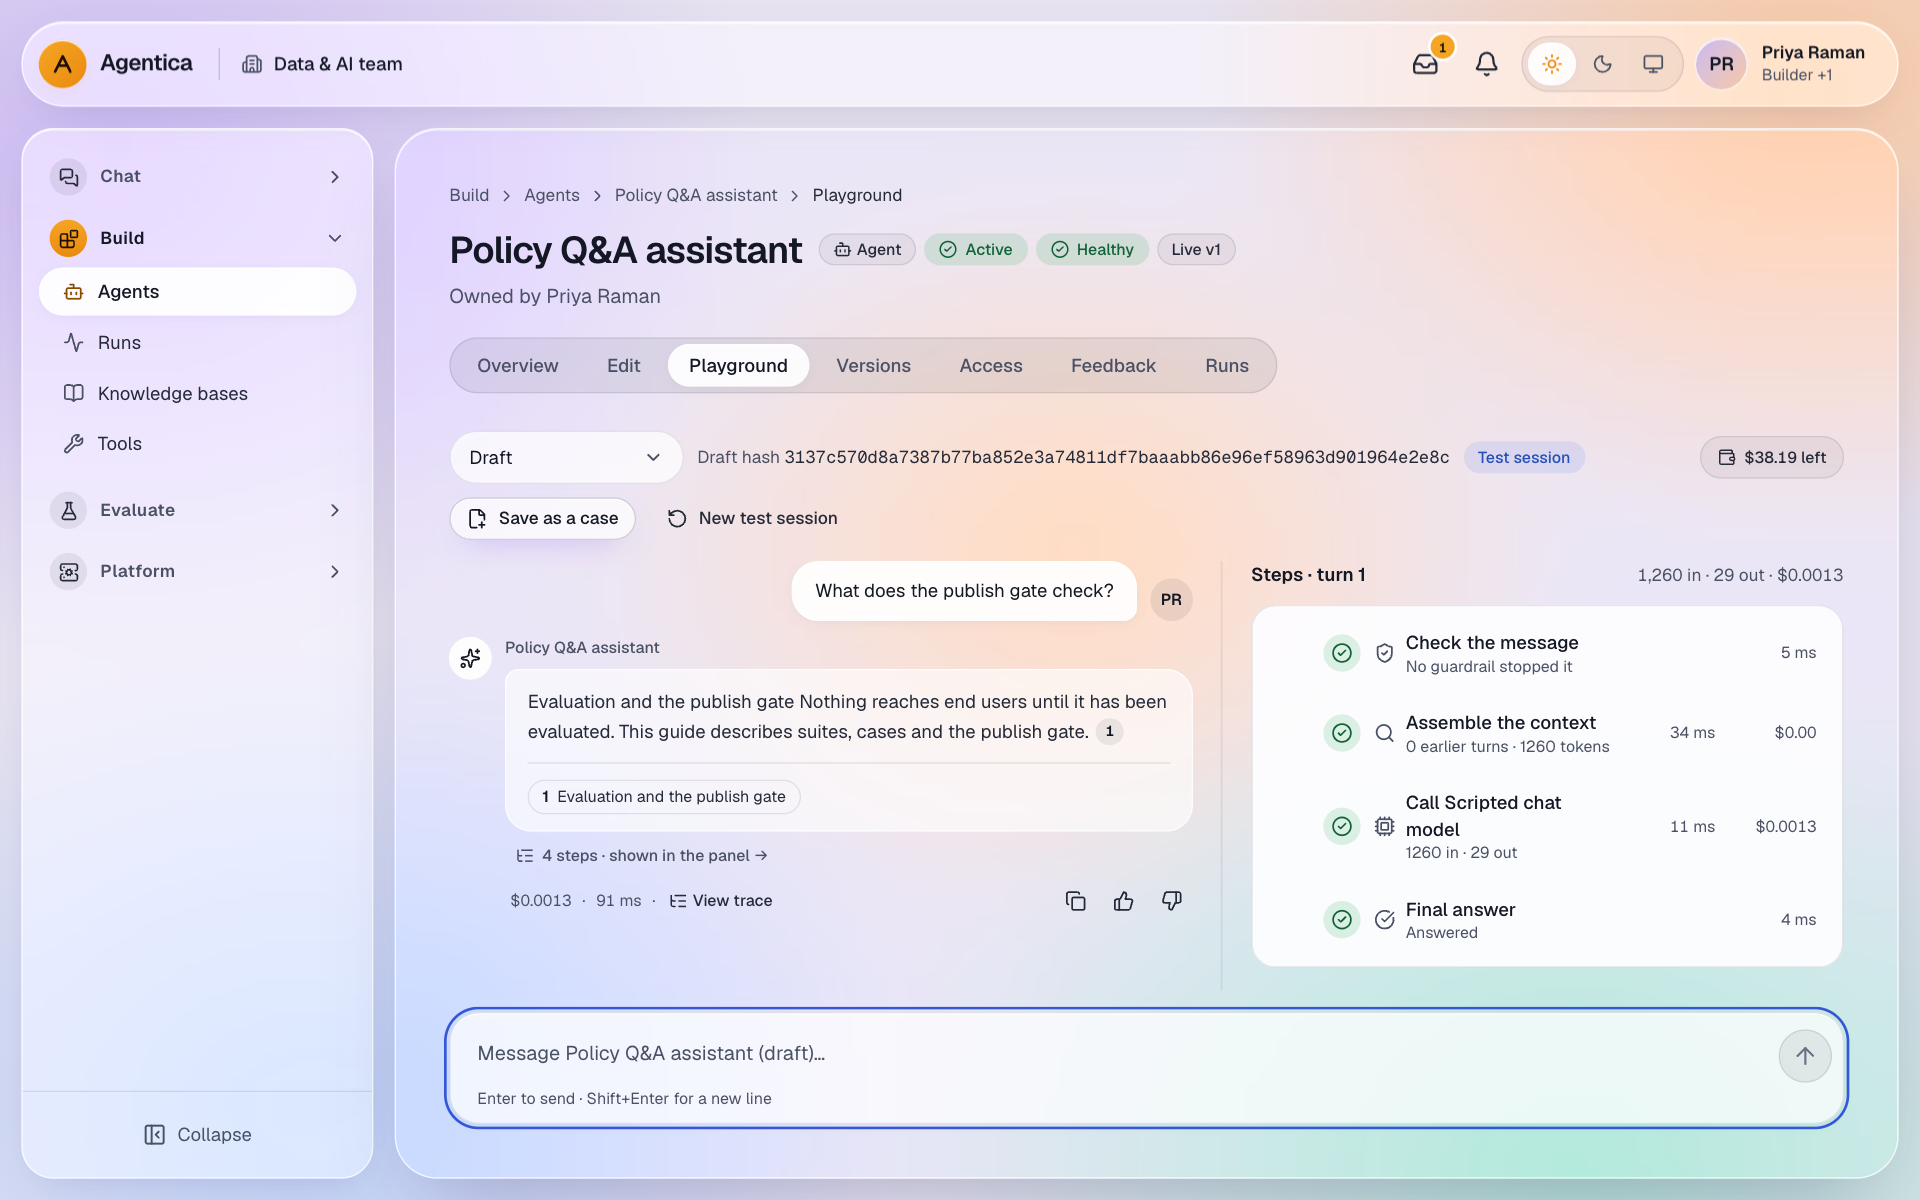 Agentica
Data & AI team
1
PR
Priya Raman
Builder +1
Chat
Build
Agents
Runs
Knowledge bases
Tools
Evaluate
Platform
Collapse
Build > Agents > Policy Q&A assistant > Playground
Policy Q&A assistant
Agent
Active
Healthy
Live v1
Owned by Priya Raman
Overview
Edit
Playground
Versions
Access
Feedback
Runs
Draft
Draft hash 3137c570d8a7387b77ba852e3a74811df7baaabb86e96ef58963d901964e2e8c
Test session
$38.19 left
Save as a case
New test session
What does the publish gate check?
PR
Policy Q&A assistant
Evaluation and the publish gate Nothing reaches end users until it has been
evaluated. This guide describes suites, cases and the publish gate. 1
1 Evaluation and the publish gate
4 steps · shown in the panel →
$0.0013 · 91 ms · View trace
Steps · turn 1
1,260 in · 29 out · $0.0013
Check the message
No guardrail stopped it
5 ms
Assemble the context
0 earlier turns · 1260 tokens
34 ms
$0.00
Call Scripted chat
model
1260 in · 29 out
11 ms
$0.0013
Final answer
Answered
4 ms
Message Policy Q&A assistant (draft)...
Enter to send · Shift+Enter for a new line